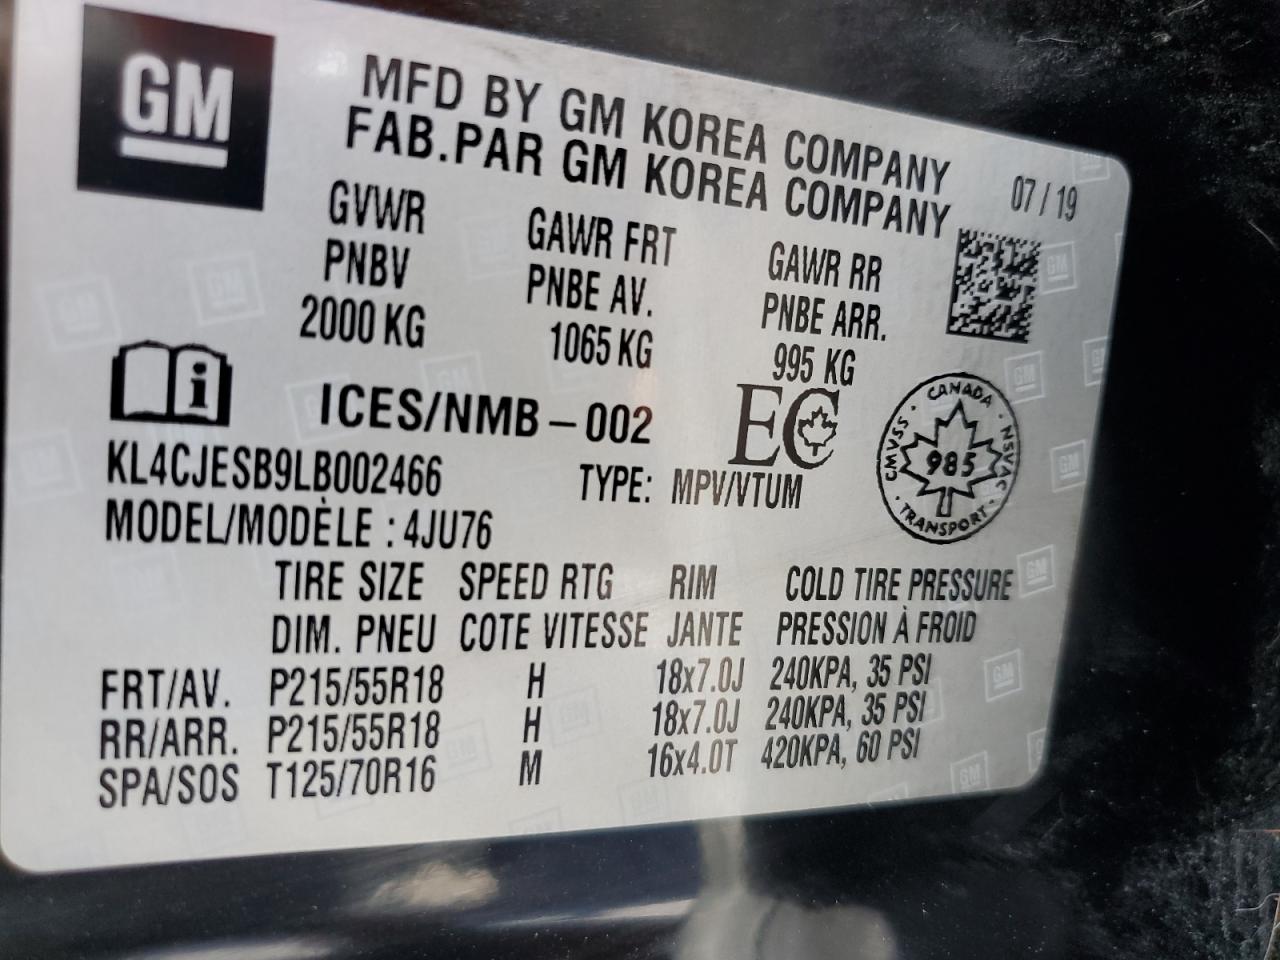 GM
MFD BY GM KOREA COMPANY
FAB.PAR GM KOREA COMPANY
07 / 19
GVWR GAWR FRT GAWR RR
PNBV PNBE AV. PNBE ARR.
2000 KG 1065 KG 995 KG
i ICES/NMB – 002 EC
KL4CJESB9LB002466 TYPE: MPV/VTUM
CANADA
CMVSS · NSVAC
985
TRANSPORT
MODEL/MODÈLE : 4JU76
TIRE SIZE SPEED RTG RIM COLD TIRE PRESSURE
DIM. PNEU COTE VITESSE JANTE PRESSION À FROID
FRT/AV. P215/55R18 H 18x7.0J 240KPA, 35 PSI
RR/ARR. P215/55R18 H 18x7.0J 240KPA, 35 PSI
SPA/SOS T125/70R16 M 16x4.0T 420KPA, 60 PSI